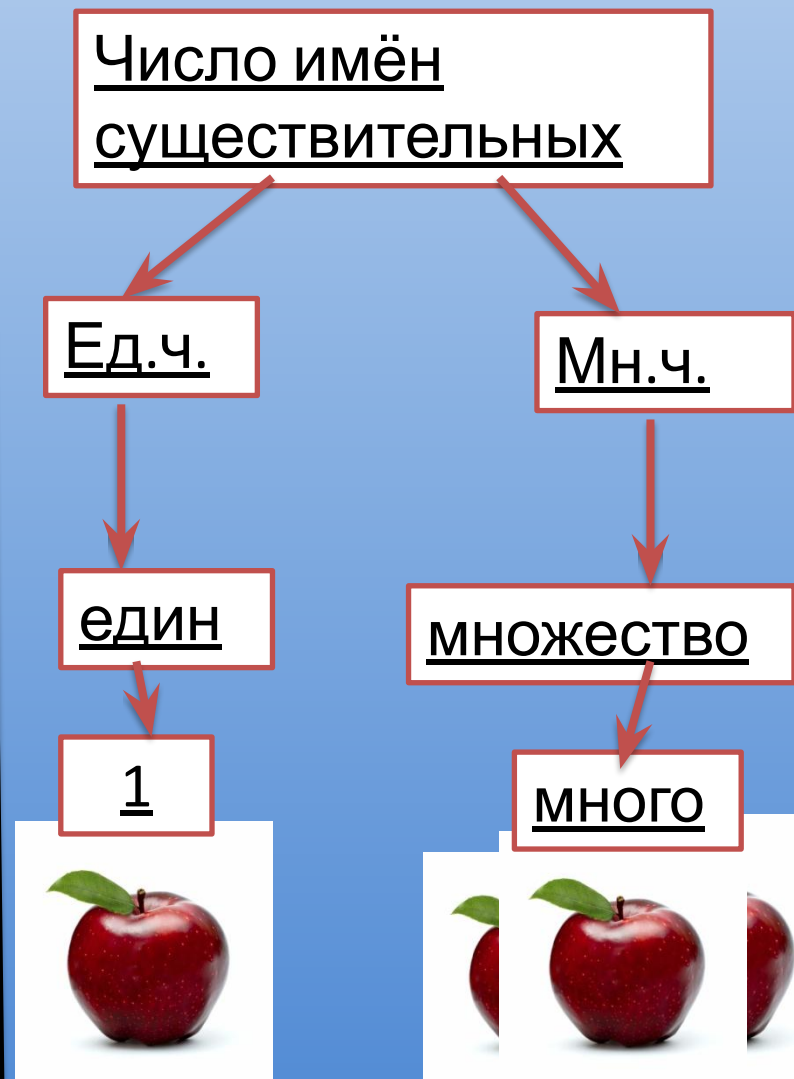 Число имён
существительных
Ед.ч.
Мн.ч.
един
множество
1
много